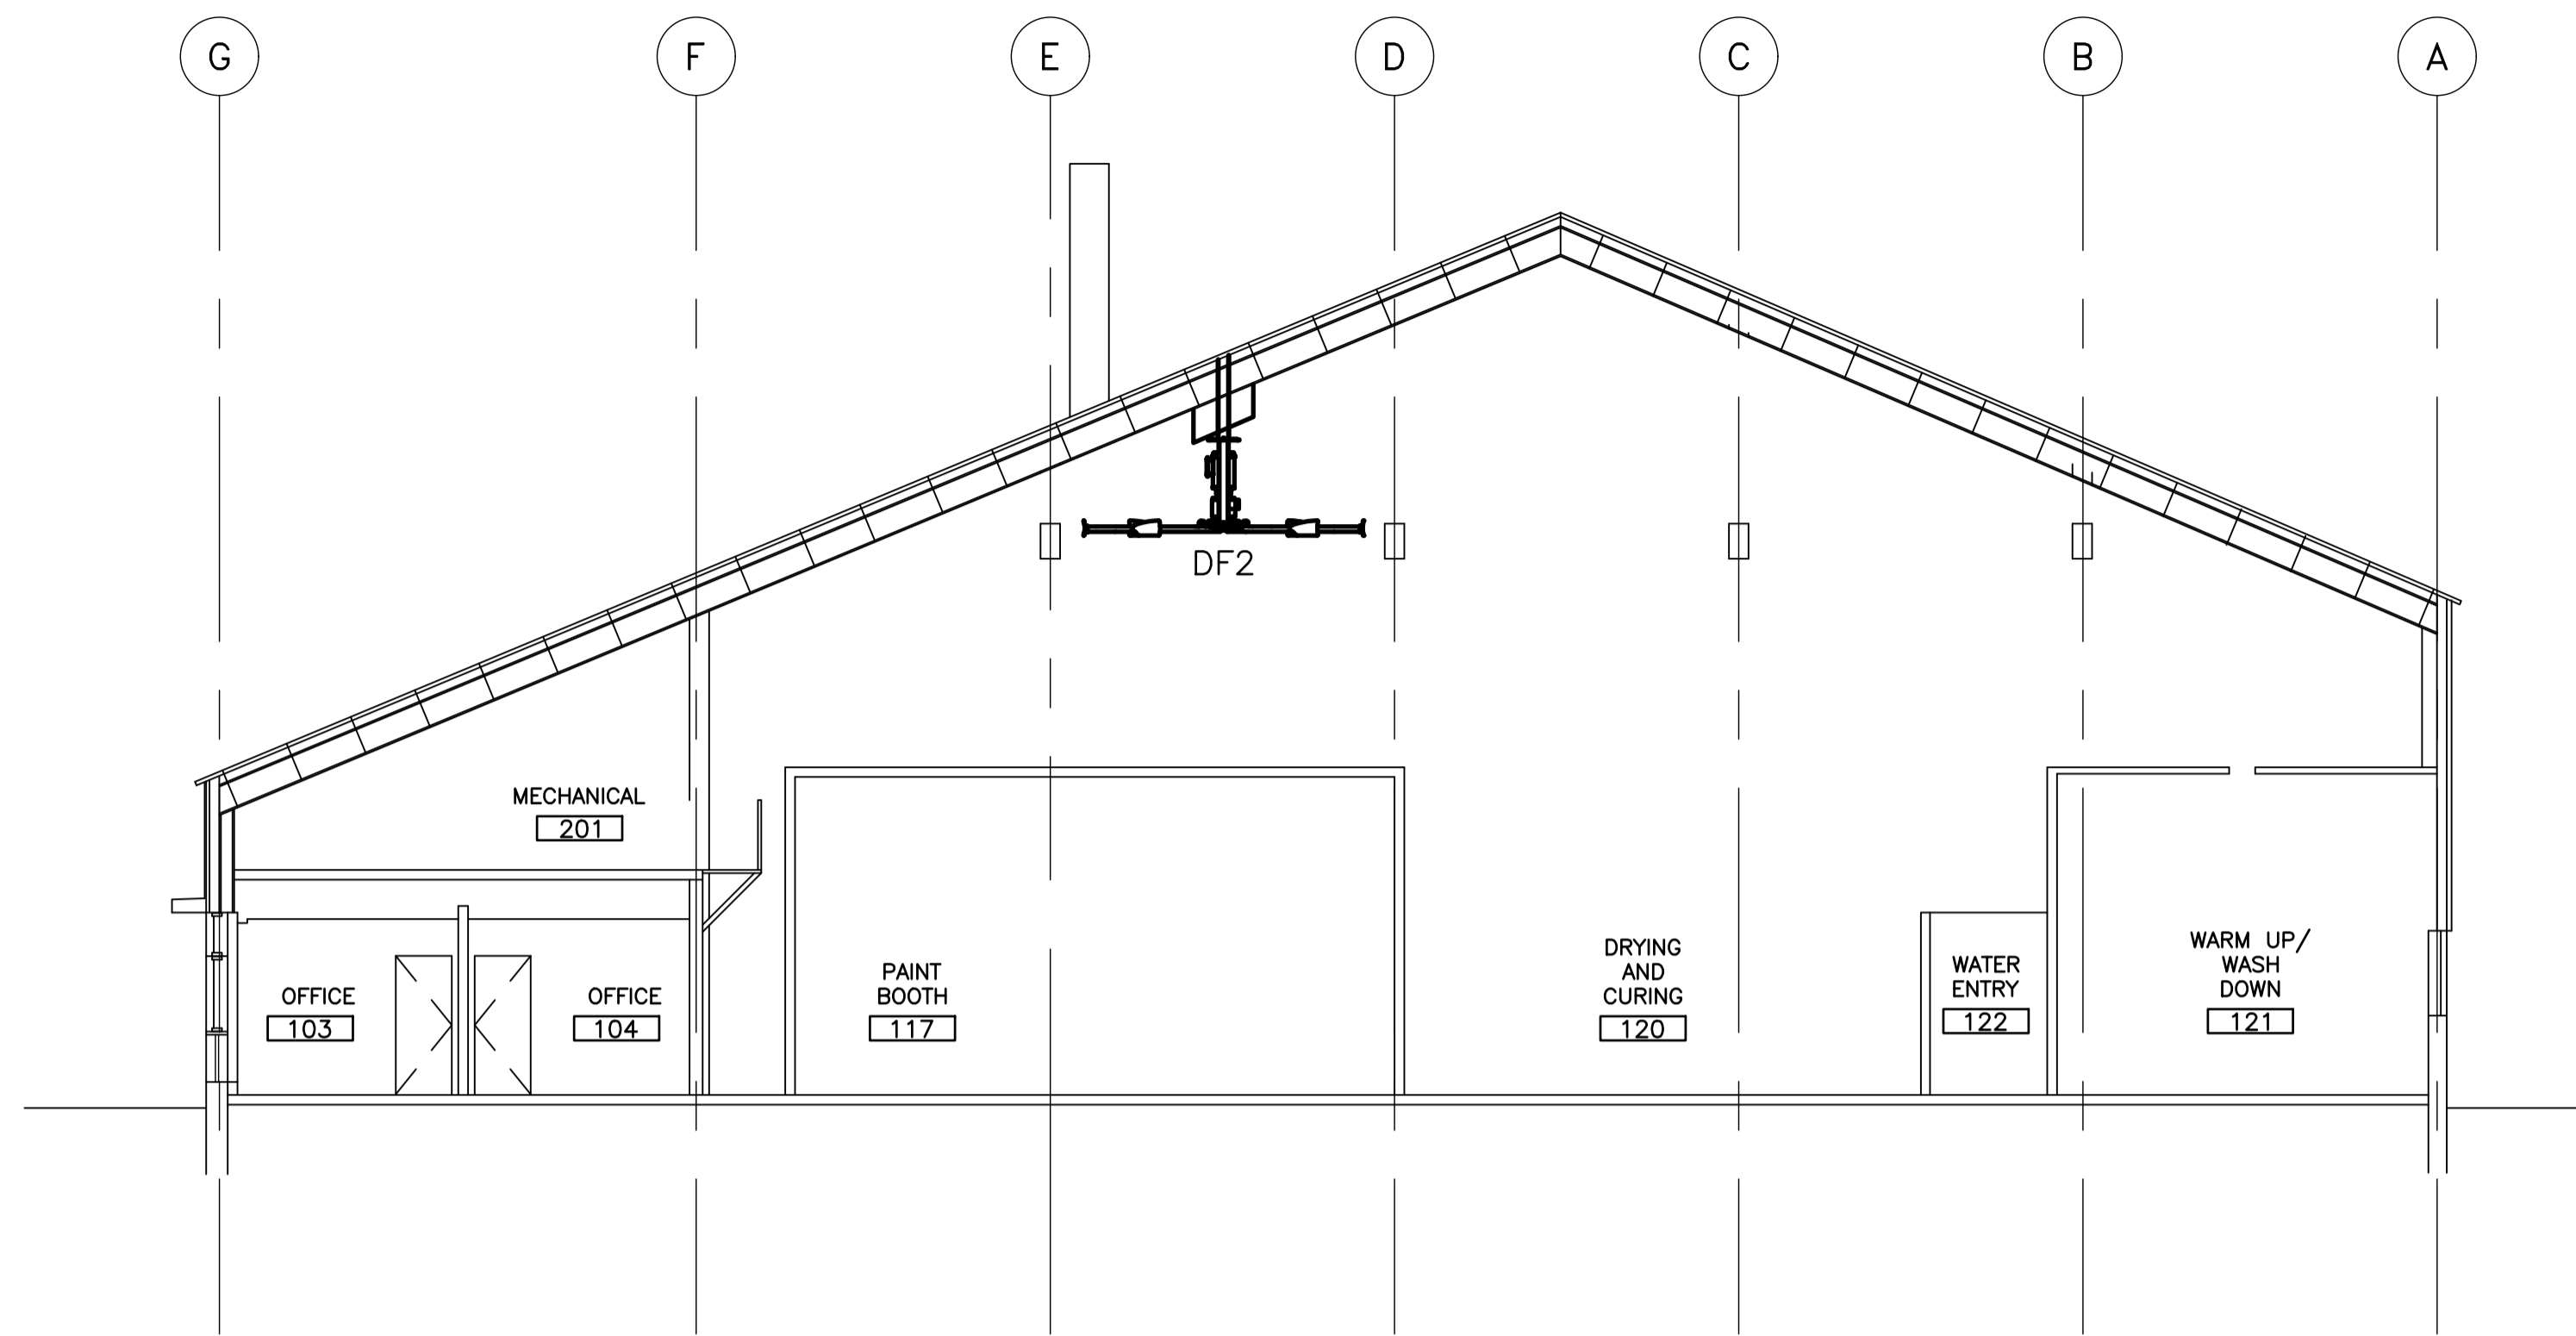 G
F
E
D
C
B
A
DF2
MECHANICAL
201
OFFICE
103
OFFICE
104
PAINT
BOOTH
117
DRYING
AND
CURING
120
WATER
ENTRY
122
WARM UP/
WASH
DOWN
121